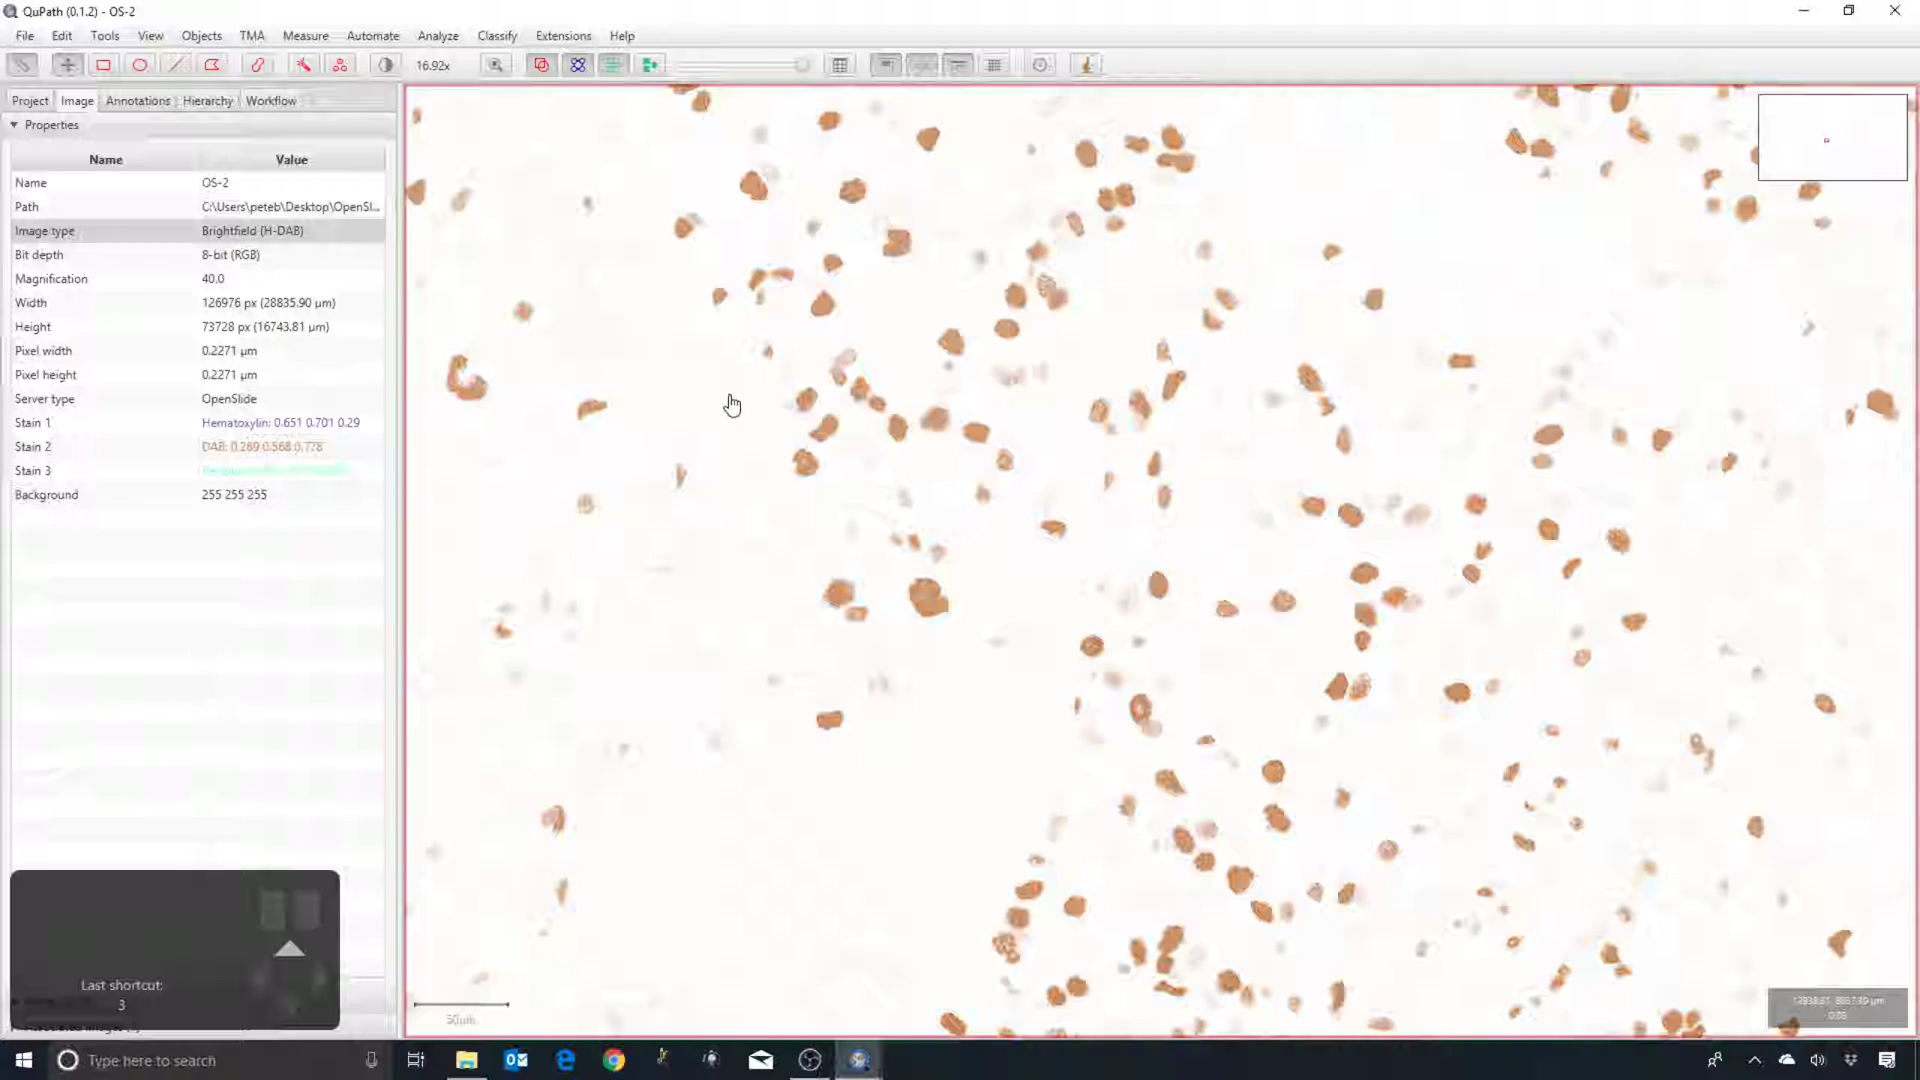 QuPath (0.1.2) - OS-2
File Edit Tools View Objects TMA Measure Automate Analyze Classify Extensions Help
16.92x
Project Image Annotations Hierarchy Workflow
Properties
Name Value
Name OS-2
Path C:\Users\peteb\Desktop\OpenSl...
Image type Brightfield (H-DAB)
Bit depth 8-bit (RGB)
Magnification 40.0
Width 126976 px (28835.90 µm)
Height 73728 px (16743.81 µm)
Pixel width 0.2271 µm
Pixel height 0.2271 µm
Server type OpenSlide
Stain 1 Hematoxylin: 0.651 0.701 0.29
Stain 2 DAB: 0.269 0.568 0.778
Stain 3
Background 255 255 255
Last shortcut:
3
50µm
Type here to search